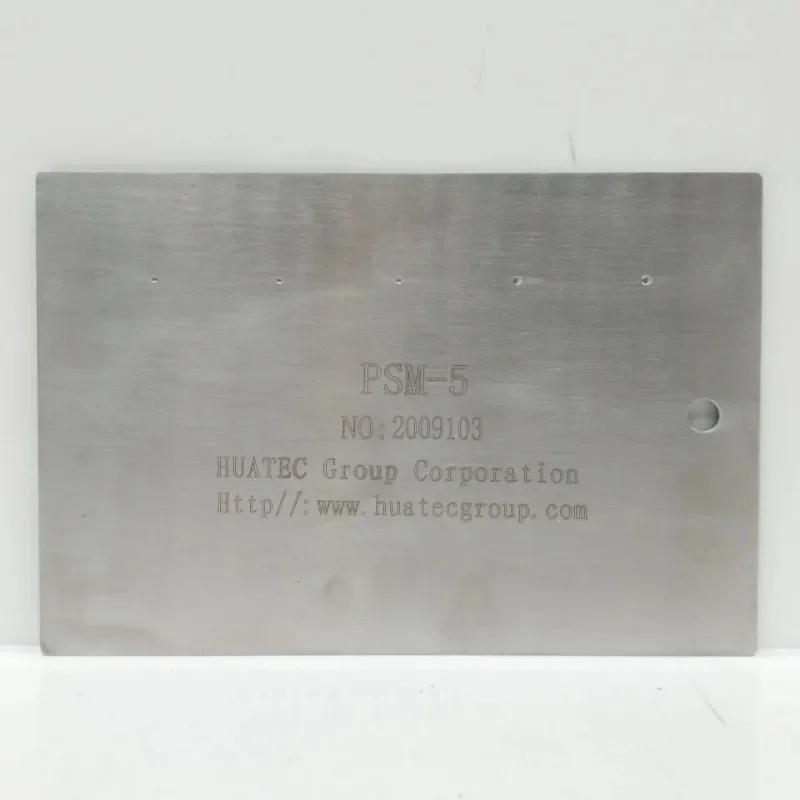 PSM-5
NO:2009103
HUATEC Group Corporation
Http//:www.huatecgroup.com